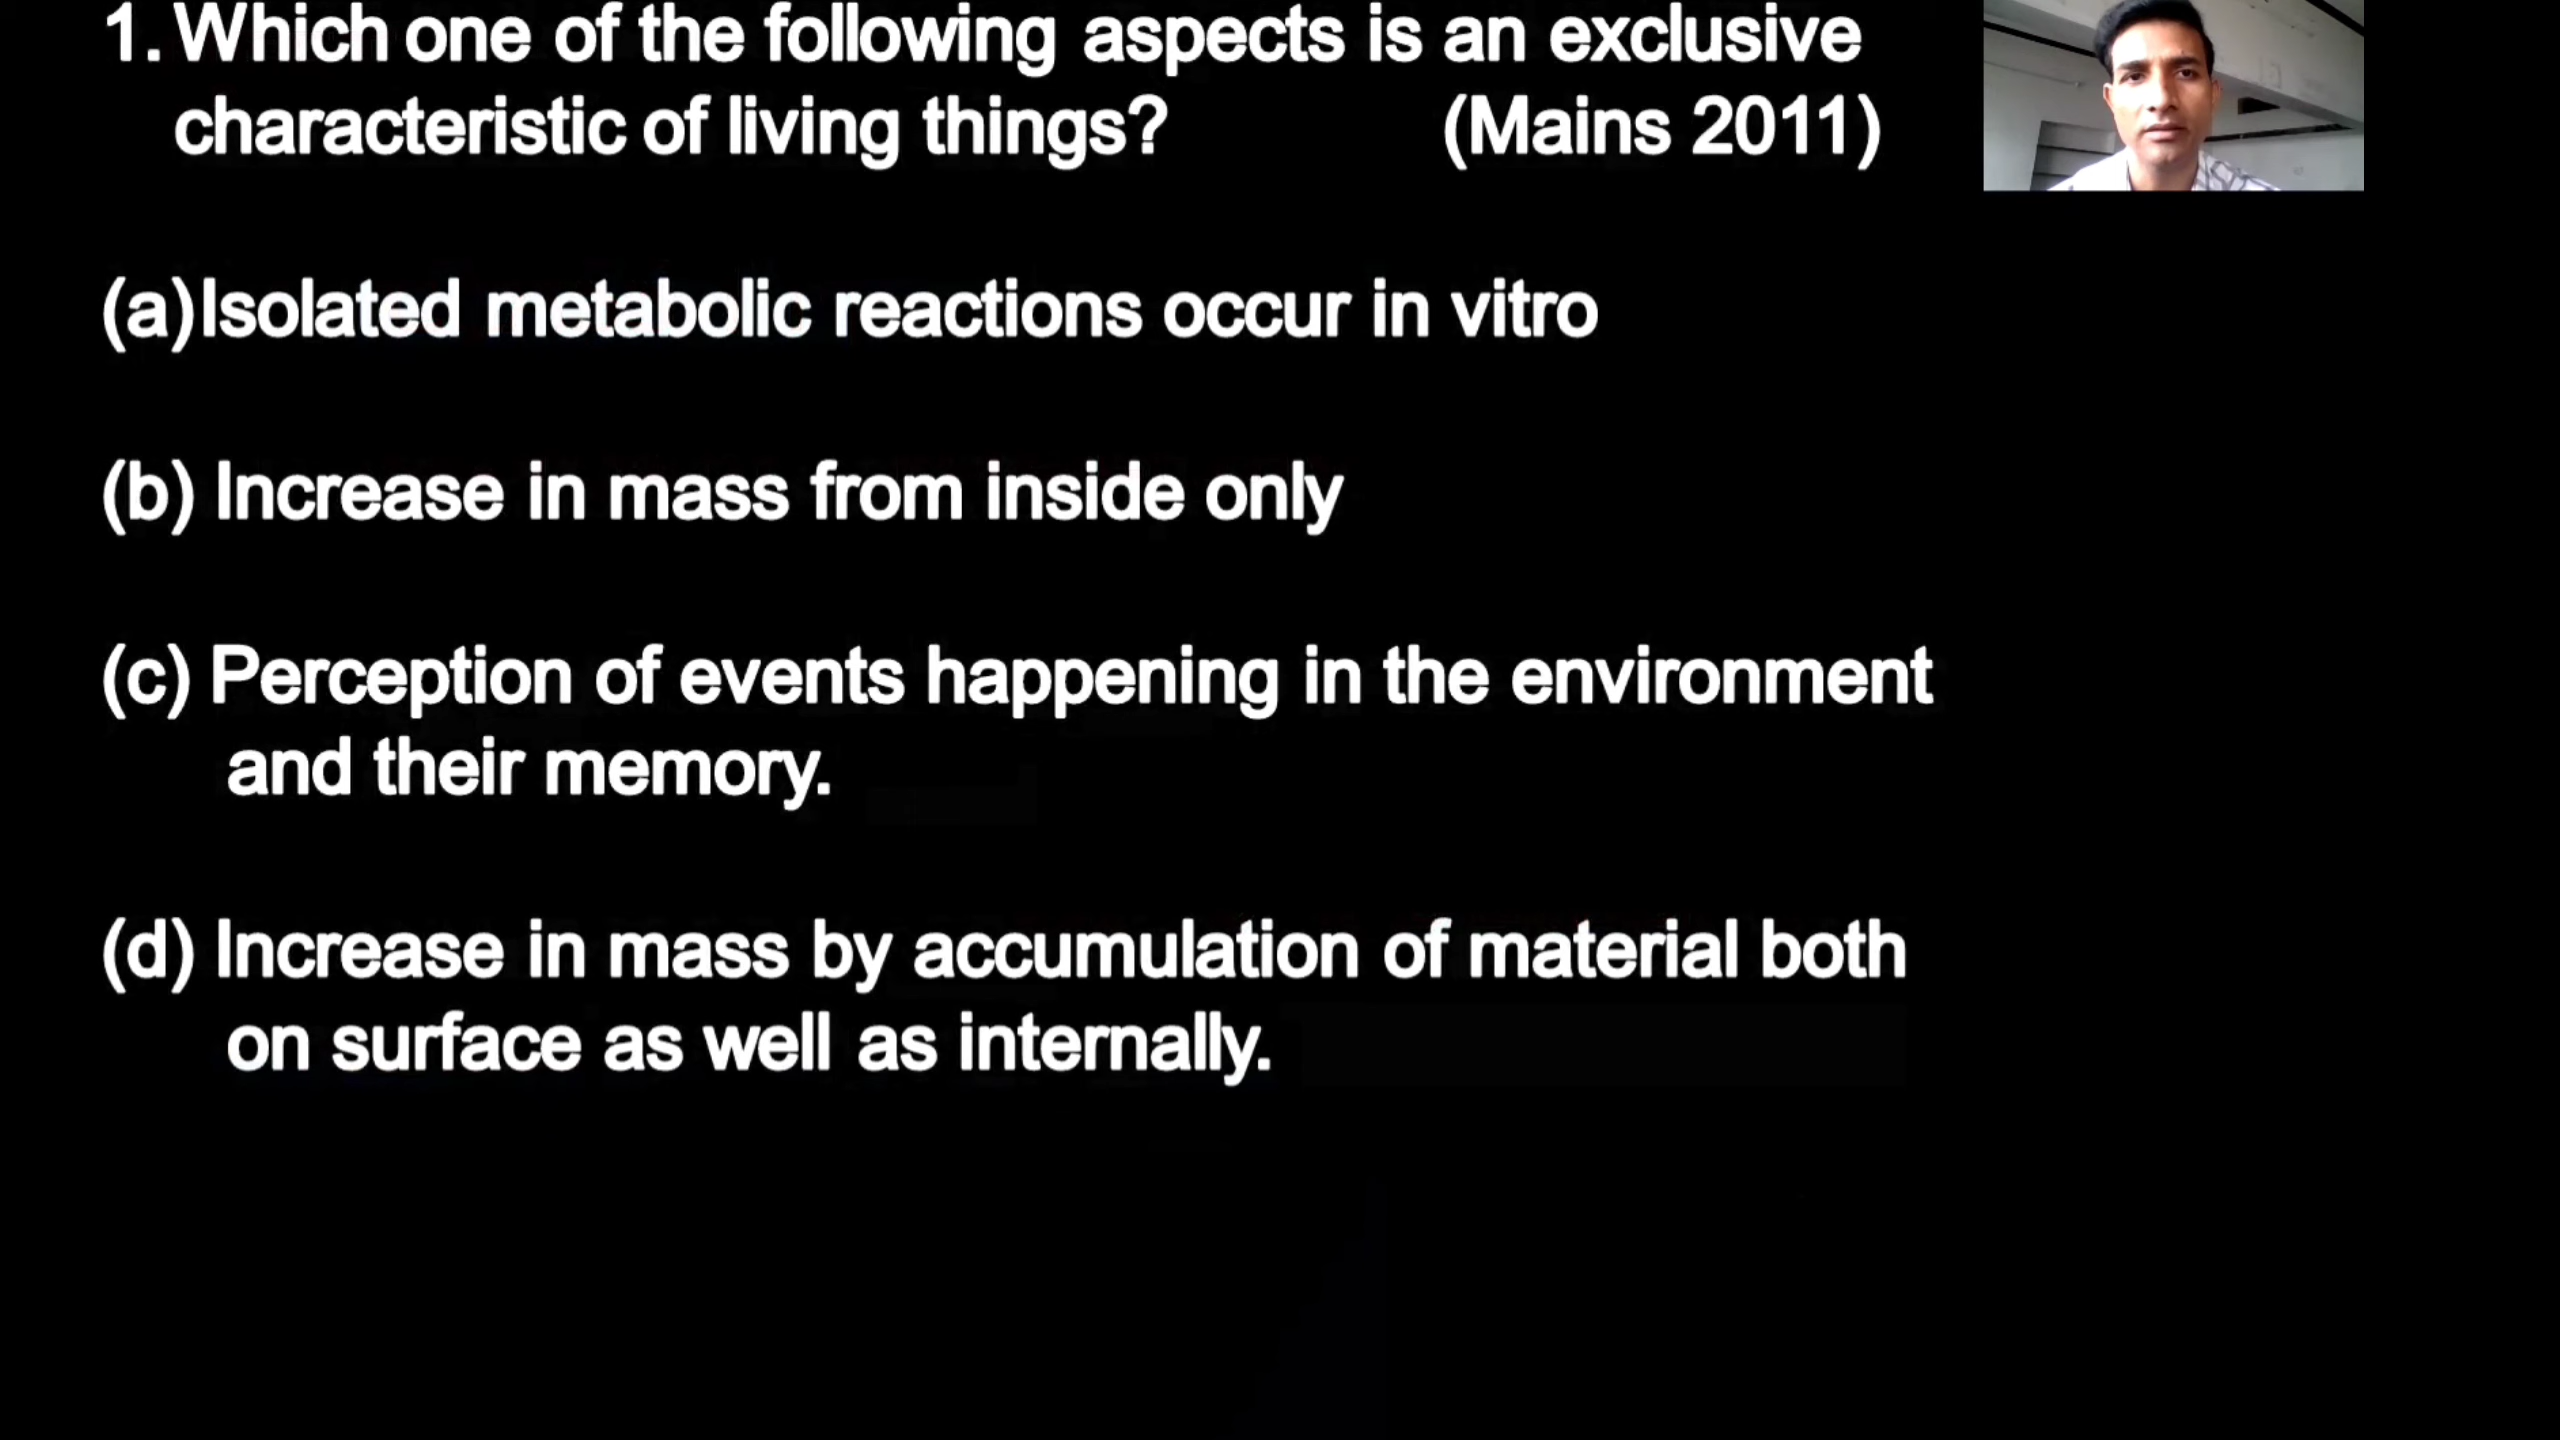 1. Which one of the following aspects is an exclusive
characteristic of living things? (Mains 2011)
(a) Isolated metabolic reactions occur in vitro
(b) Increase in mass from inside only
(c) Perception of events happening in the environment
and their memory.
(d) Increase in mass by accumulation of material both
on surface as well as internally.